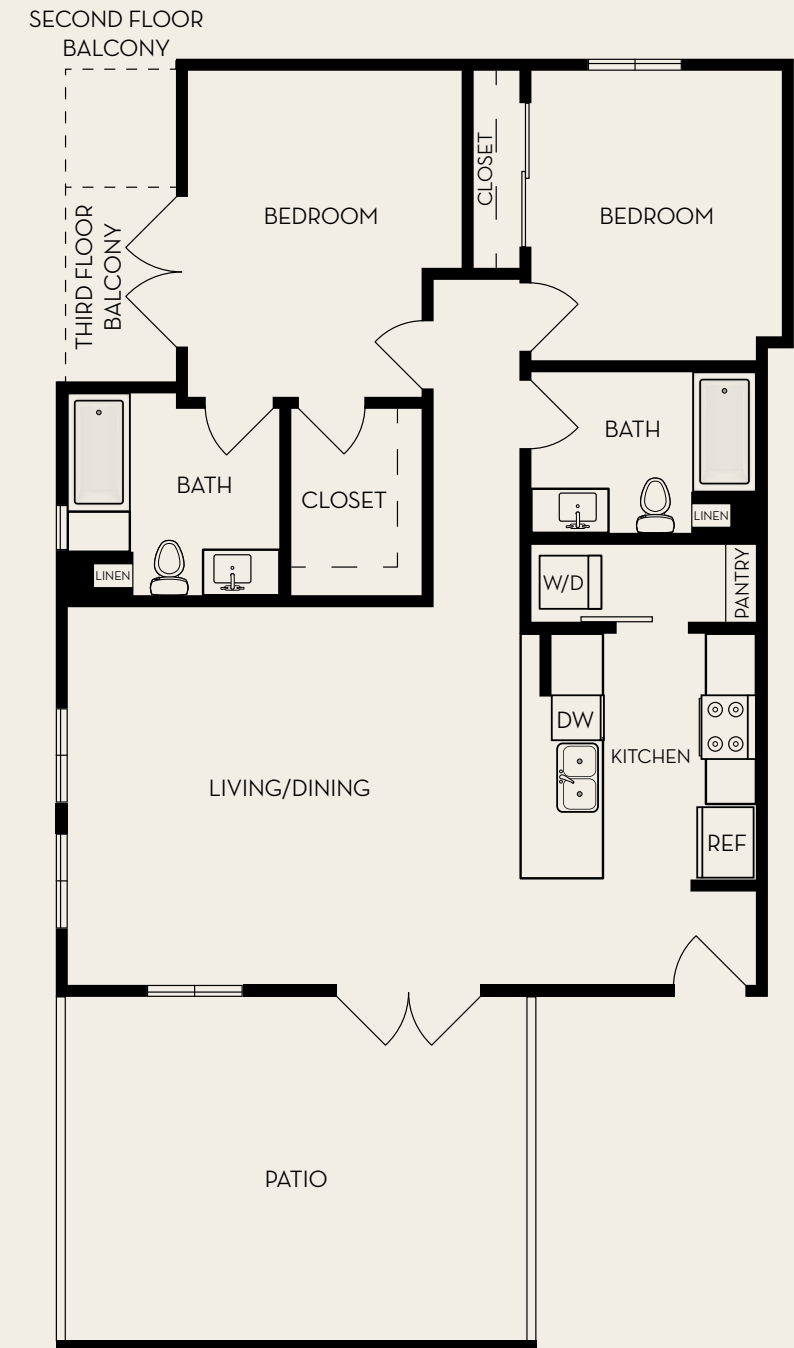 SECOND FLOOR
BALCONY
THIRD FLOOR
BALCONY
BEDROOM
CLOSET
BEDROOM
BATH
CLOSET
LINEN
BATH
LINEN
W/D
PANTRY
DW
KITCHEN
REF
LIVING/DINING
PATIO